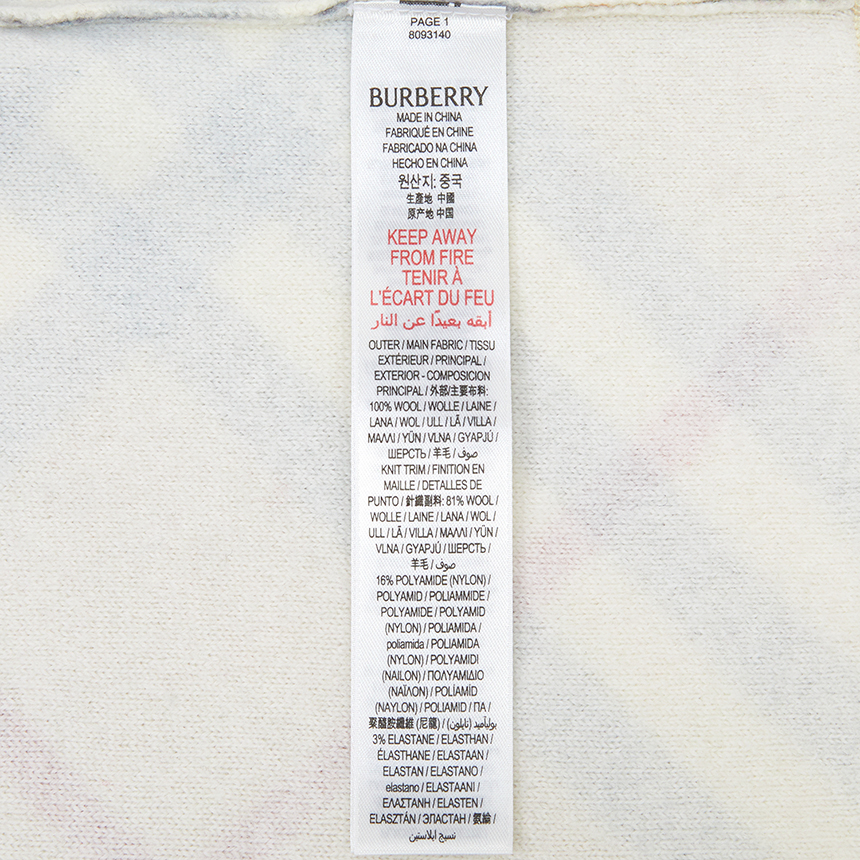 PAGE 1
8093140
BURBERRY
MADE IN CHINA
FABRIQUÉ EN CHINE
FABRICADO NA CHINA
HECHO EN CHINA
원산지: 중국
生產地 中國
原产地 中国
KEEP AWAY
FROM FIRE
TENIR À
L'ÉCART DU FEU
أبقه بعيدًا عن النار
OUTER / MAIN FABRIC / TISSU
EXTÉRIEUR / PRINCIPAL /
EXTERIOR - COMPOSICION
PRINCIPAL / 外部/主要布料:
100% WOOL / WOLLE / LAINE /
LANA / WOL / ULL / LÃ / VILLA /
ΜΑΛΛΙ / YÜN / VLNA / GYAPJÚ /
ШЕРСТЬ / 羊毛 / صوف
KNIT TRIM / FINITION EN
MAILLE / DETALLES DE
PUNTO / 針織副料: 81% WOOL /
WOLLE / LAINE / LANA / WOL /
ULL / LÃ / VILLA / ΜΑΛΛΙ / YÜN /
VLNA / GYAPJÚ / ШЕРСТЬ /
羊毛 / صوف
16% POLYAMIDE (NYLON) /
POLYAMID / POLIAMMIDE /
POLYAMIDE / POLYAMID
(NYLON) / POLIAMIDA /
poliamida / POLIAMIDA
(NYLON) / POLYAMIDI
(NAILON) / ΠΟΛΥΑΜΙΔΙΟ
(ΝΑΪΛΟΝ) / POLİAMİD
(NAYLON) / POLIAMID / ПА /
聚醯胺纖維 (尼龍) / بولياميد (نايلون) /
3% ELASTANE / ELASTHAN /
ÉLASTHANE / ELASTAAN /
ELASTAN / ELASTANO /
elastano / ELASTAANI /
ΕΛΑΣΤΑΝΗ / ELASTEN /
ELASZTÁN / ЭЛАСТАН / 氨綸 /
نسيج ايلاستين